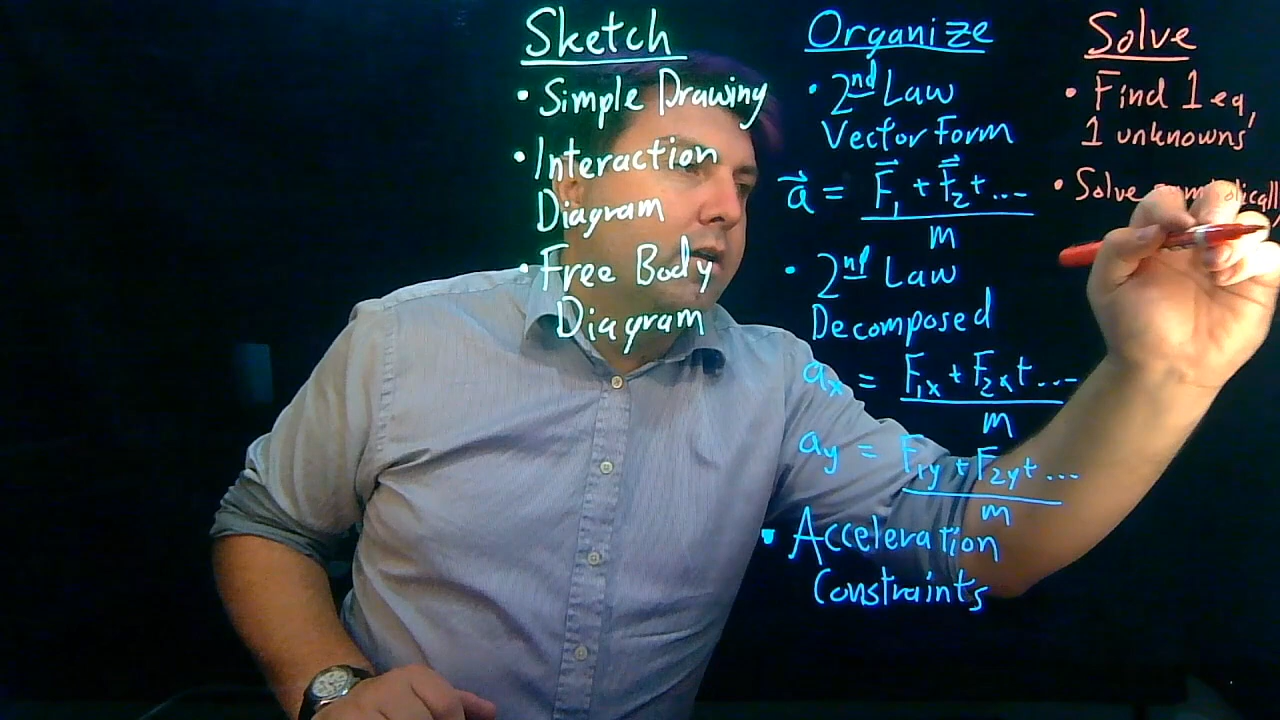 Sketch
• Simple Drawing
• Interaction
Diagram
• Free Body
Diagram
Organize
• 2nd Law
Vector Form
a⃗ = F⃗₁ + F⃗₂ + ...
m
• 2nd Law
Decomposed
aₓ = F₁ₓ + F₂ₓ + ...
m
ay = F1y + F2y + ...
m
• Acceleration
Constraints
Solve
• Find 1 eq,
1 unknowns
• Solve symbolically